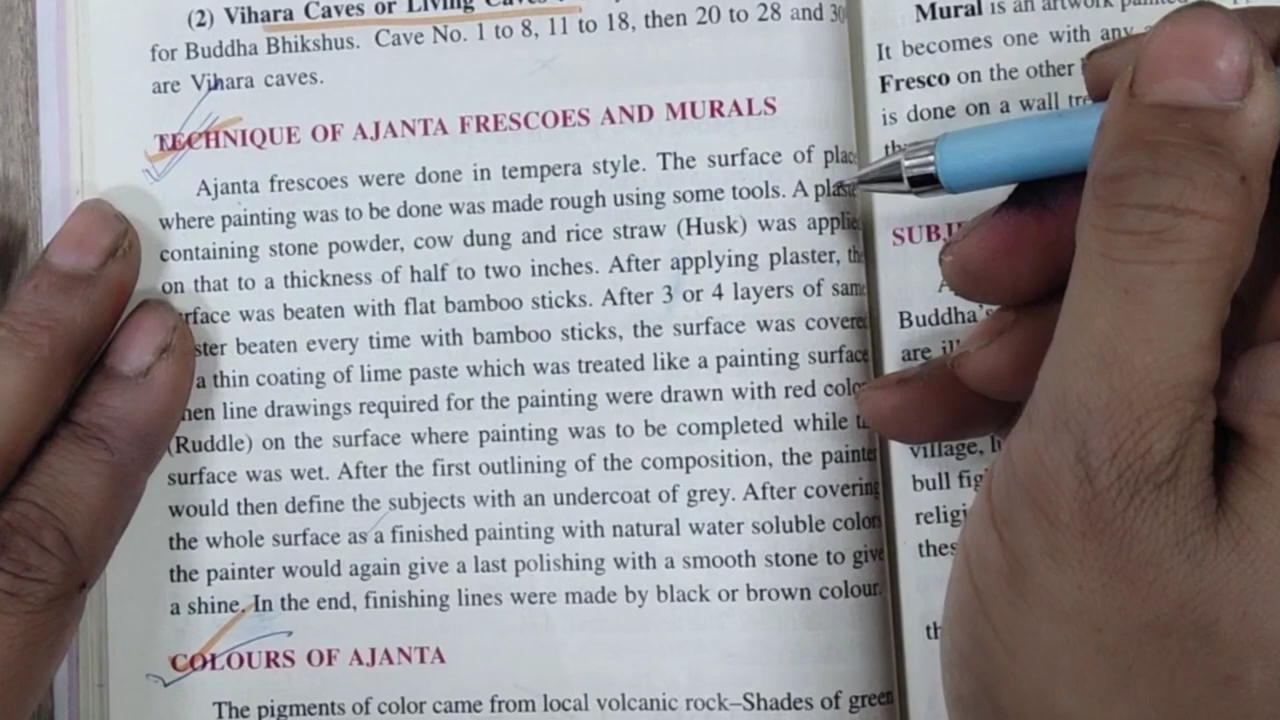 (2) Vihara Caves or Living Caves
for Buddha Bhikshus. Cave No. 1 to 8, 11 to 18, then 20 to 28 and 30
are Vihara caves.
TECHNIQUE OF AJANTA FRESCOES AND MURALS
Ajanta frescoes were done in tempera style. The surface of
where painting was to be done was made rough using some tools. A
containing stone powder, cow dung and rice straw (Husk) was
on that to a thickness of half to two inches. After applying plaster,
was beaten with flat bamboo sticks. After 3 or 4 layers of
beaten every time with bamboo sticks, the surface was
a thin coating of lime paste which was treated like a painting surface
line drawings required for the painting were drawn with red
(Ruddle) on the surface where painting was to be completed while
surface was wet. After the first outlining of the composition, the
would then define the subjects with an undercoat of grey. After covering
the whole surface as a finished painting with natural water soluble colors
the painter would again give a last polishing with a smooth stone to give
a shine. In the end, finishing lines were made by black or brown colour.
COLOURS OF AJANTA
The pigments of color came from local volcanic rock–Shades of green
Mural is an artwork
It becomes one with any
Fresco on the other
is done on a wall
Buddha's
are
village,
bull